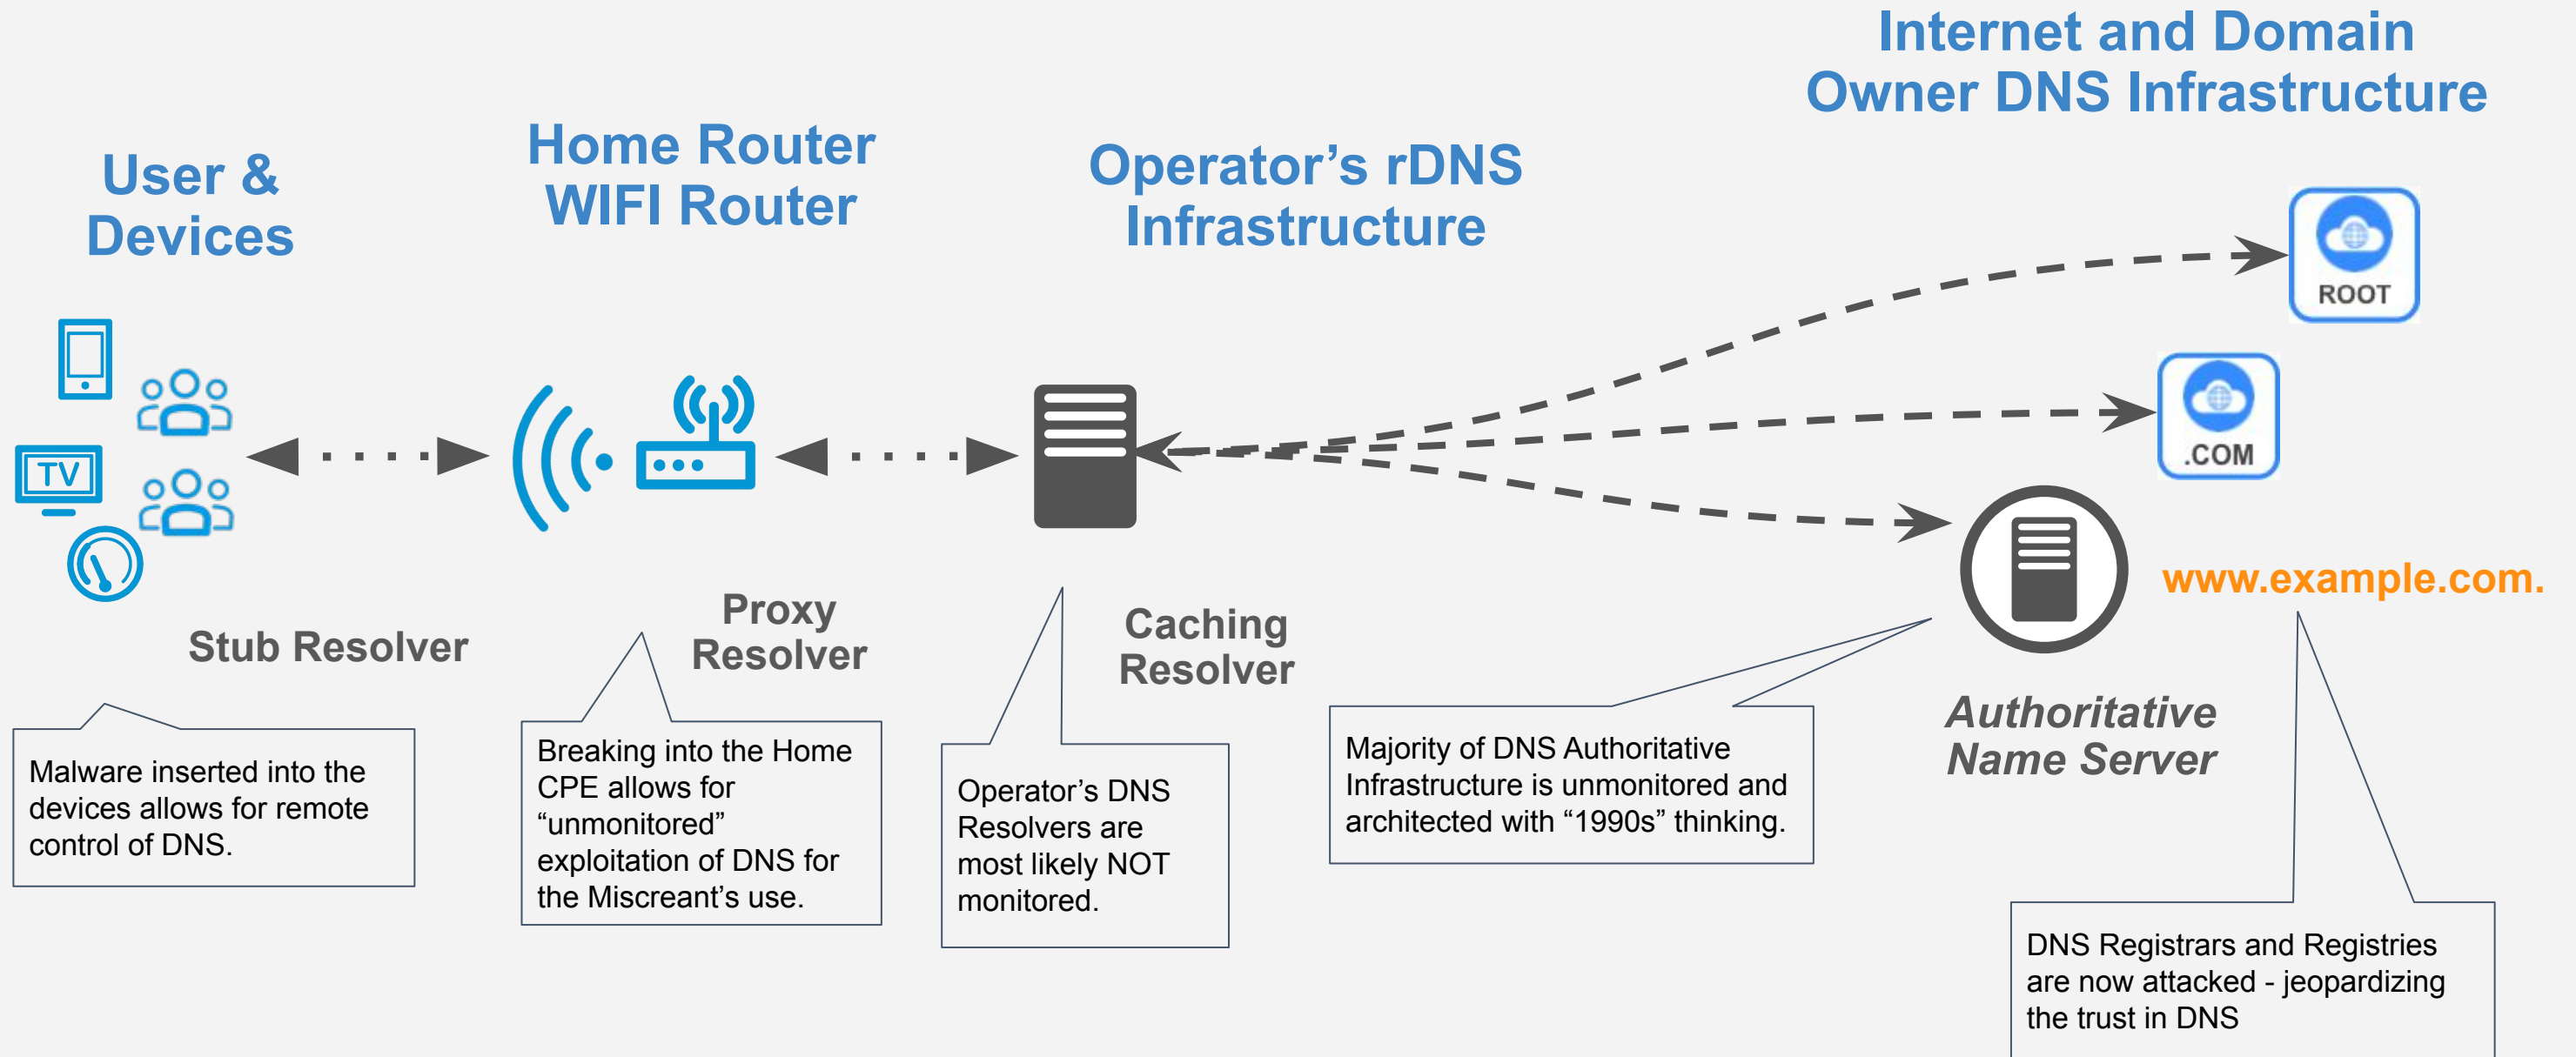 Internet and Domain
Owner DNS Infrastructure
Home Router
WIFI Router
Operator’s rDNS
Infrastructure
User &
Devices
ROOT
.COM
TV
www.example.com.
Stub Resolver
Proxy
Resolver
Caching
Resolver
Authoritative
Name Server
Malware inserted into the
devices allows for remote
control of DNS.
Breaking into the Home
CPE allows for
“unmonitored”
exploitation of DNS for
the Miscreant’s use.
Operator’s DNS
Resolvers are
most likely NOT
monitored.
Majority of DNS Authoritative
Infrastructure is unmonitored and
architected with “1990s” thinking.
DNS Registrars and Registries
are now attacked - jeopardizing
the trust in DNS